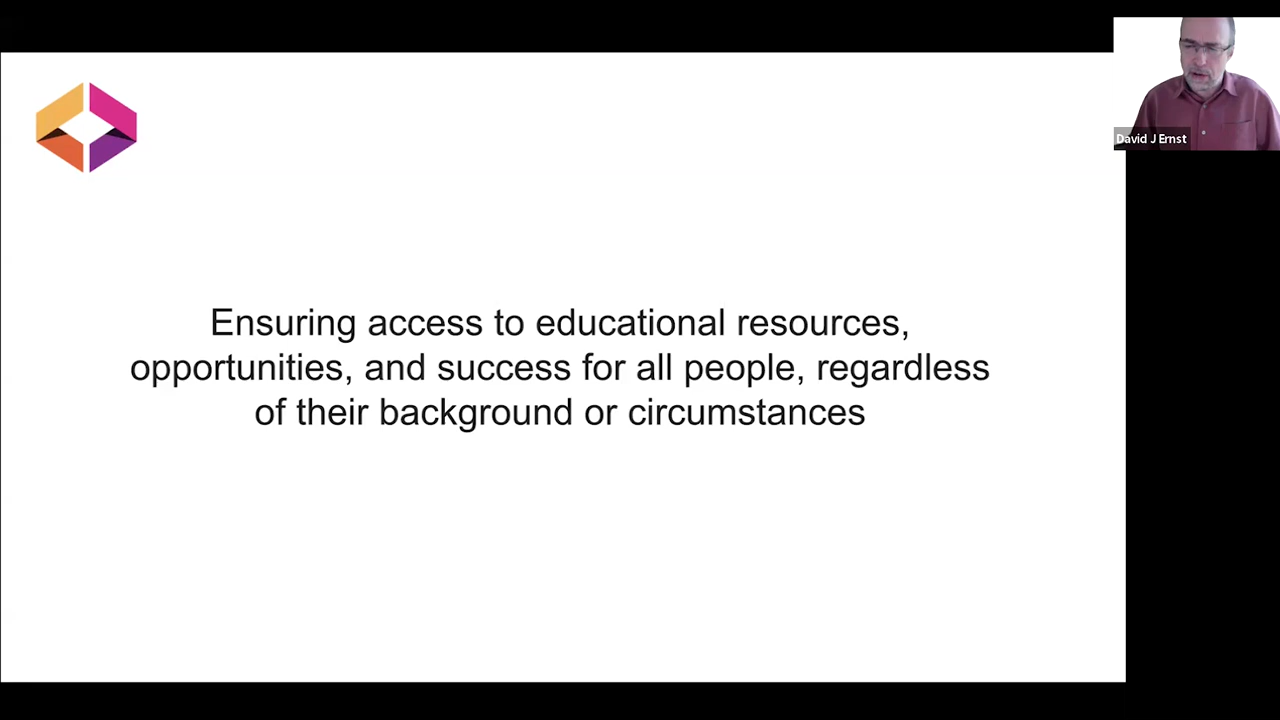 Ensuring access to educational resources,
opportunities, and success for all people, regardless
of their background or circumstances
David J Ernst